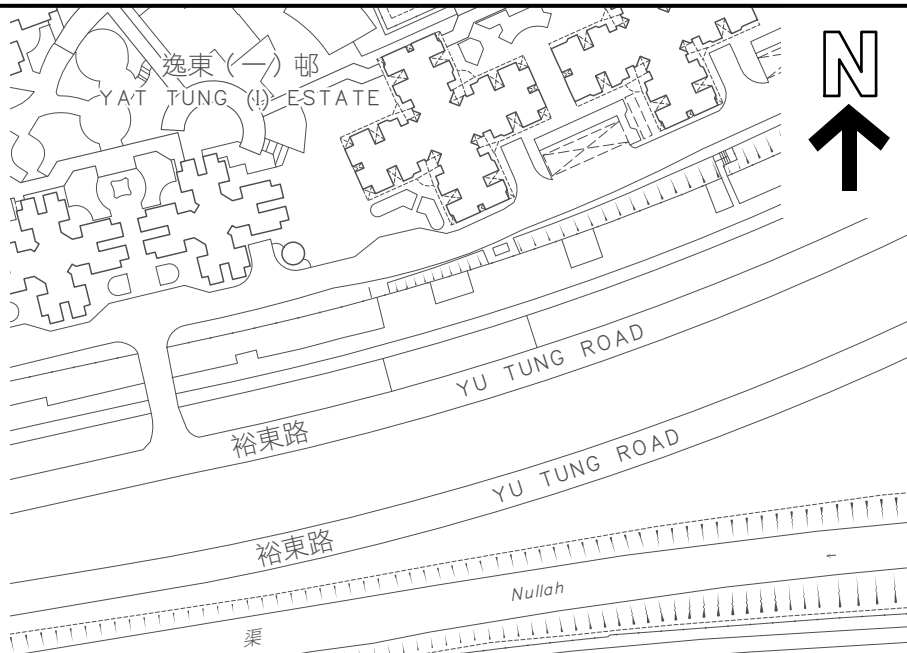 逸東（一）邨
YAT TUNG (I) ESTATE
N
YU TUNG ROAD
裕東路
YU TUNG ROAD
裕東路
Nullah
渠